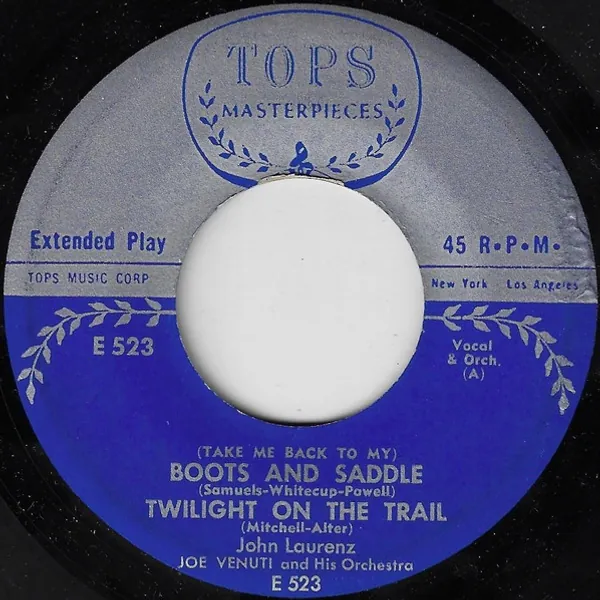 TOPS
MASTERPIECES
Extended Play
45 R•P•M•
TOPS MUSIC CORP
New York Los Angeles
E 523
Vocal
& Orch.
(A)
(TAKE ME BACK TO MY)
BOOTS AND SADDLE
(Samuels-Whitecup-Powell)
TWILIGHT ON THE TRAIL
(Mitchell-Alter)
John Laurenz
JOE VENUTI and His Orchestra
E 523